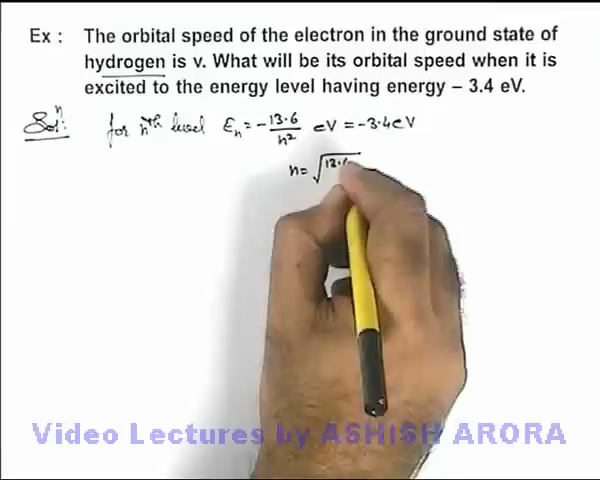 Ex : The orbital speed of the electron in the ground state of
hydrogen is v. What will be its orbital speed when it is
excited to the energy level having energy – 3.4 eV.
Solⁿ: for nᵗʰ level Eₙ = -13.6/n² eV = -3.4eV
n = √13.6
Video Lectures by ASHISH ARORA